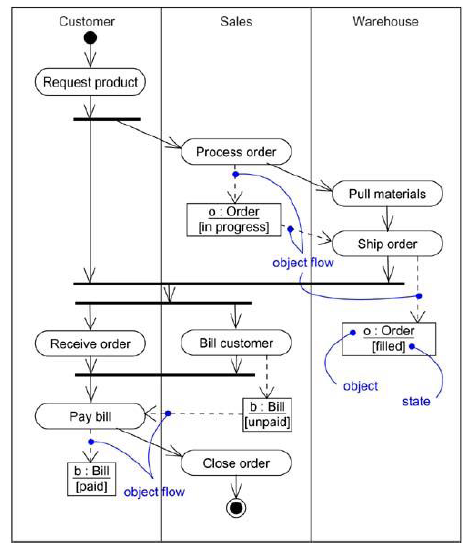 Customer
Sales
Warehouse
Request product
Process order
Pull materials
o : Order
[in progress]
Ship order
object flow
o : Order
[filled]
Receive order
Bill customer
object
state
Pay bill
b : Bill
[unpaid]
Close order
b : Bill
[paid]
object flow